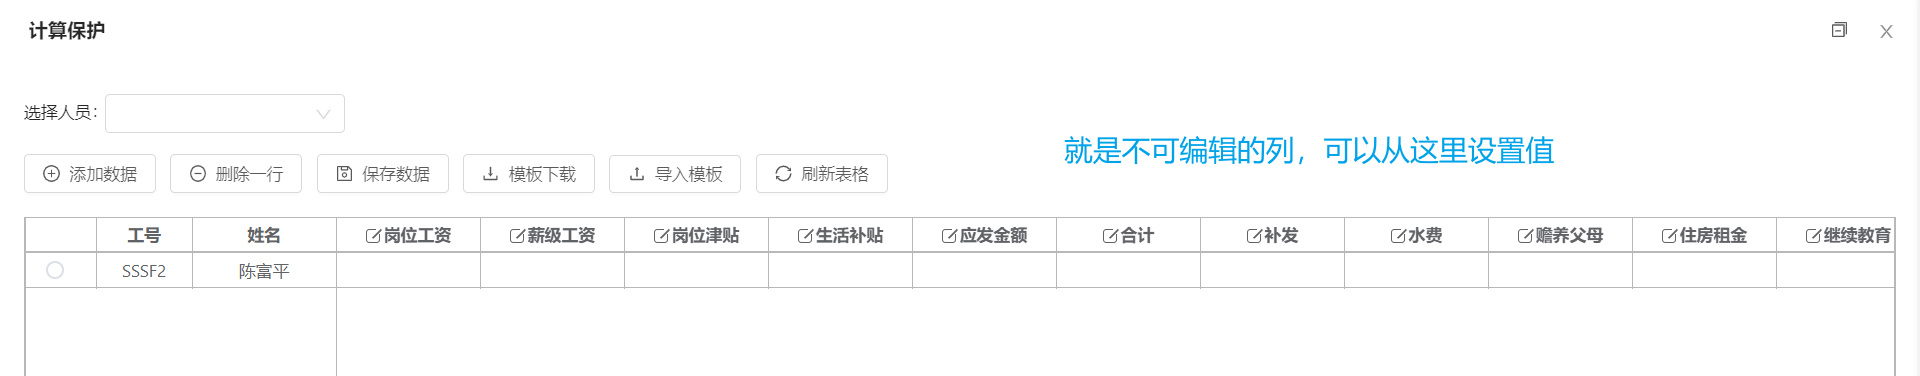 计算保护
选择人员：
就是不可编辑的列，可以从这里设置值
添加数据 删除一行 保存数据 模板下载 导入模板 刷新表格
工号 姓名 岗位工资 薪级工资 岗位津贴 生活补贴 应发金额 合计 补发 水费 赡养父母 住房租金 继续教育
SSSF2 陈富平